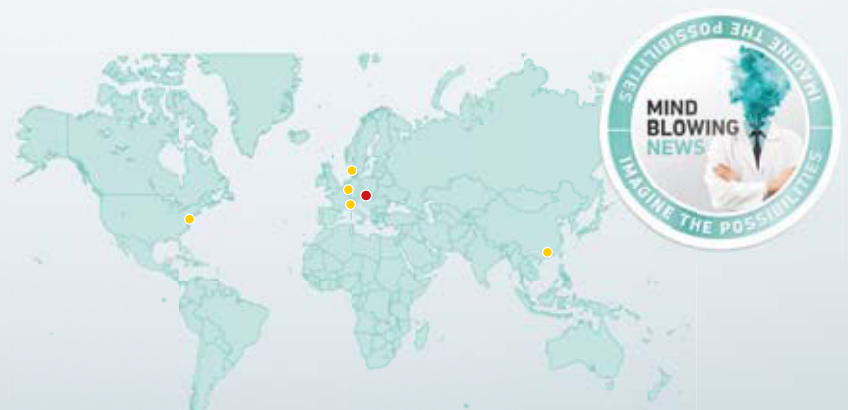 IMAGINE THE POSSIBILITIES
MIND
BLOWING
NEWS
IMAGINE THE POSSIBILITIES